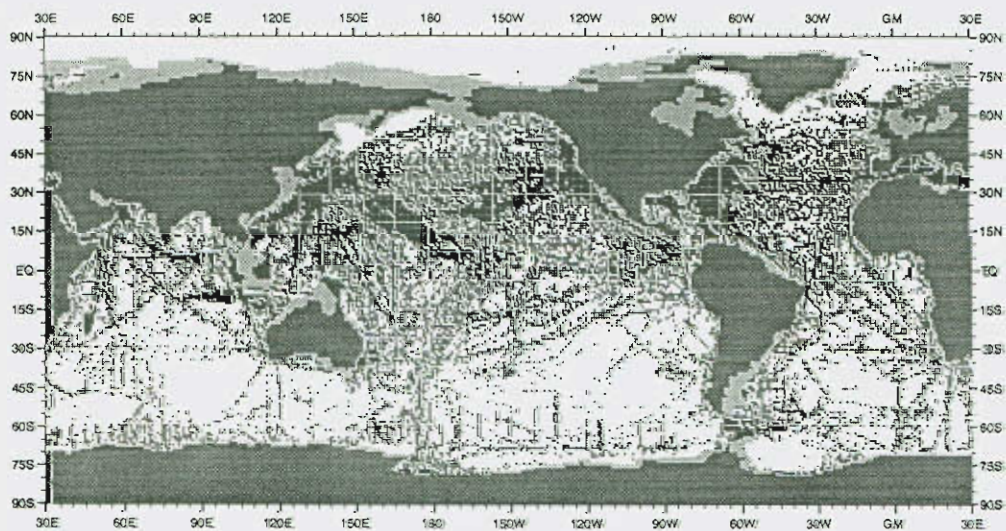 30E 60E 90E 120E 150E 180 150W 120W 90W 60W 30W G.M 30E
90N 90N
75N 75N
60N 60N
45N 45N
30N 30N
15N 15N
EQ EQ
15S 15S
30S 30S
45S 45S
60S 60S
75S 75S
90S 90S
30E 60E 90E 120E 150E 180 150W 120W 90W 60W 30W GM 30E